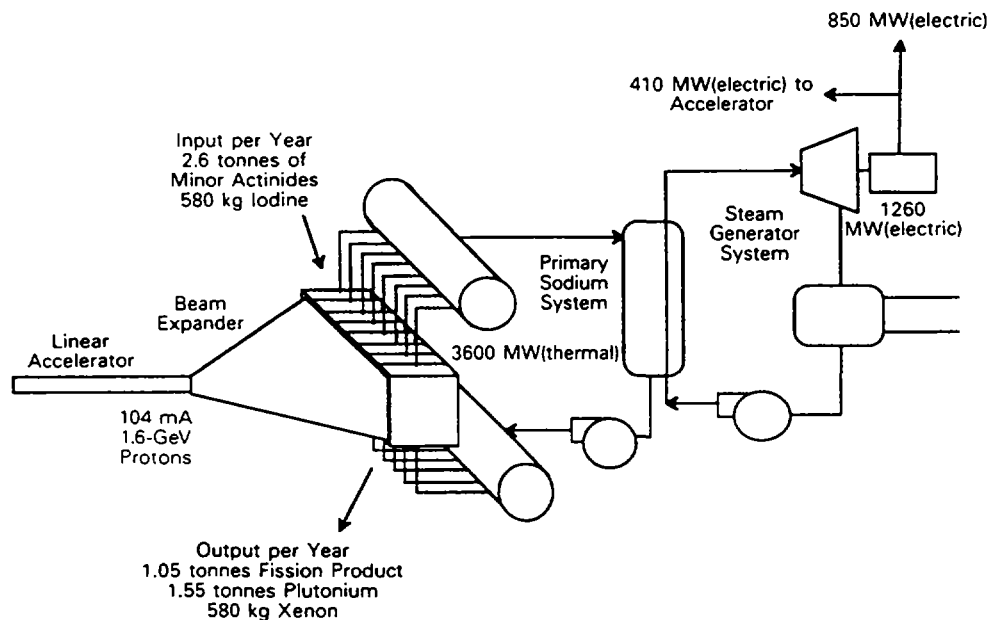 850 MW(electric)
410 MW(electric) to
Accelerator
Input per Year
2.6 tonnes of
Minor Actinides
580 kg Iodine
Steam
Generator
System
1260
MW(electric)
Primary
Sodium
System
Beam
Expander
Linear
Accelerator
3600 MW(thermal)
104 mA
1.6-GeV
Protons
Output per Year
1.05 tonnes Fission Product
1.55 tonnes Plutonium
580 kg Xenon